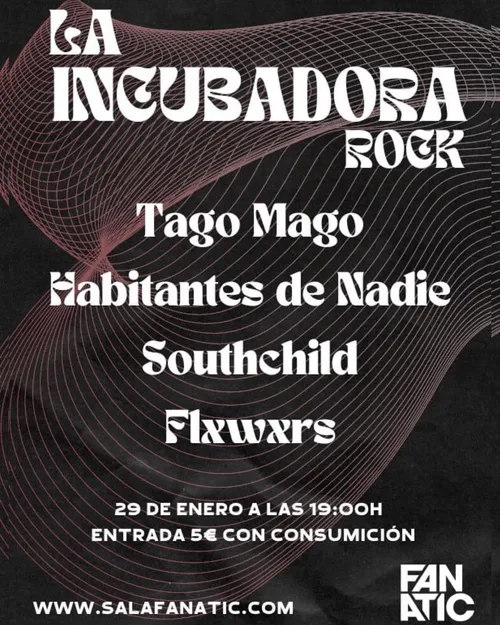 LA
INCUBADORA
ROCK
Tago Mago
Habitantes de Nadie
Southchild
Flxwxrs
29 DE ENERO A LAS 19:00H
ENTRADA 5€ CON CONSUMICIÓN
WWW.SALAFANATIC.COM
FAN
ATIC